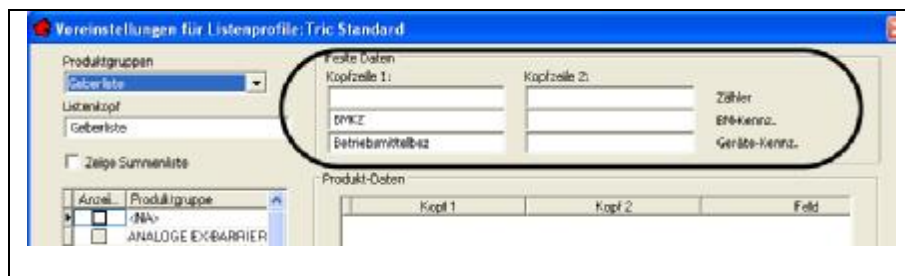 Voreinstellungen für Listenprofile: Tric Standard
Produktgruppen
Geberliste
Listenkopf
Geberliste
Zeige Summenliste
Anzei... Produktgruppe
<NA>
ANALOGE EX-BARRIER
Feste Daten
Kopfzeile 1: Kopfzeile 2:
Zähler
BMKZ BM-Kennz.
Betriebsmittelbez Geräte-Kennz.
Produkt-Daten
Kopf 1 Kopf 2 Feld